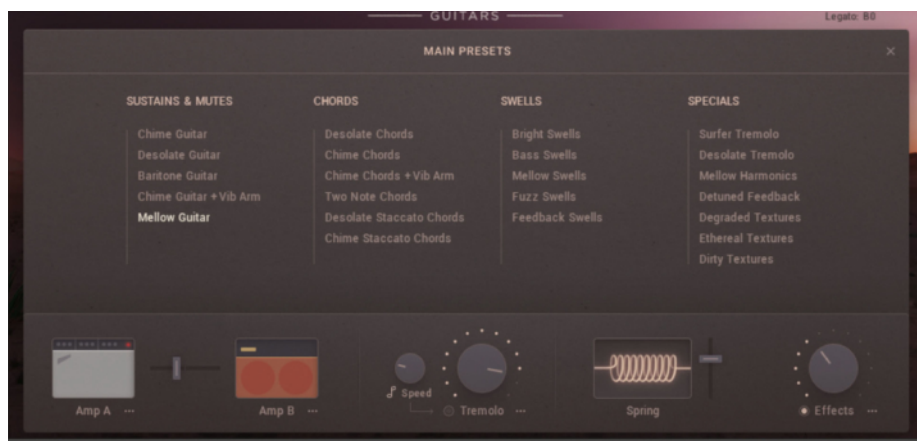 GUITARS
Legato: B0
MAIN PRESETS
×
SUSTAINS & MUTES
Chime Guitar
Desolate Guitar
Baritone Guitar
Chime Guitar + Vib Arm
Mellow Guitar
CHORDS
Desolate Chords
Chime Chords
Chime Chords + Vib Arm
Two Note Chords
Desolate Staccato Chords
Chime Staccato Chords
SWELLS
Bright Swells
Bass Swells
Mellow Swells
Fuzz Swells
Feedback Swells
SPECIALS
Surfer Tremolo
Desolate Tremolo
Mellow Harmonics
Detuned Feedback
Degraded Textures
Ethereal Textures
Dirty Textures
Amp A ...
Amp B ...
Speed
Tremolo ...
Spring
Effects ...